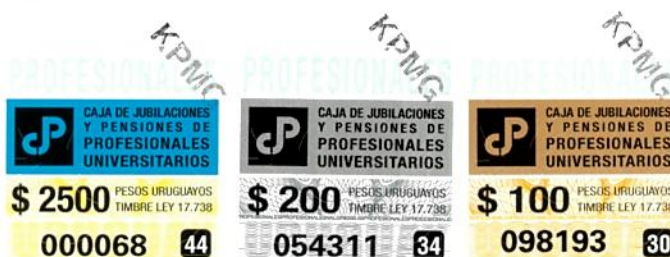 KPMG
PROFESIONALES
CAJA DE JUBILACIONES
Y PENSIONES DE
PROFESIONALES
UNIVERSITARIOS
$ 2500 PESOS URUGUAYOS
TIMBRE LEY 17.738
000068 44
KPMG
PROFESIONALES
CAJA DE JUBILACIONES
Y PENSIONES DE
PROFESIONALES
UNIVERSITARIOS
$ 200 PESOS URUGUAYOS
TIMBRE LEY 17.738
054311 34
KPMG
PROFESIONALES
CAJA DE JUBILACIONES
Y PENSIONES DE
PROFESIONALES
UNIVERSITARIOS
$ 100 PESOS URUGUAYOS
TIMBRE LEY 17.738
098193 30